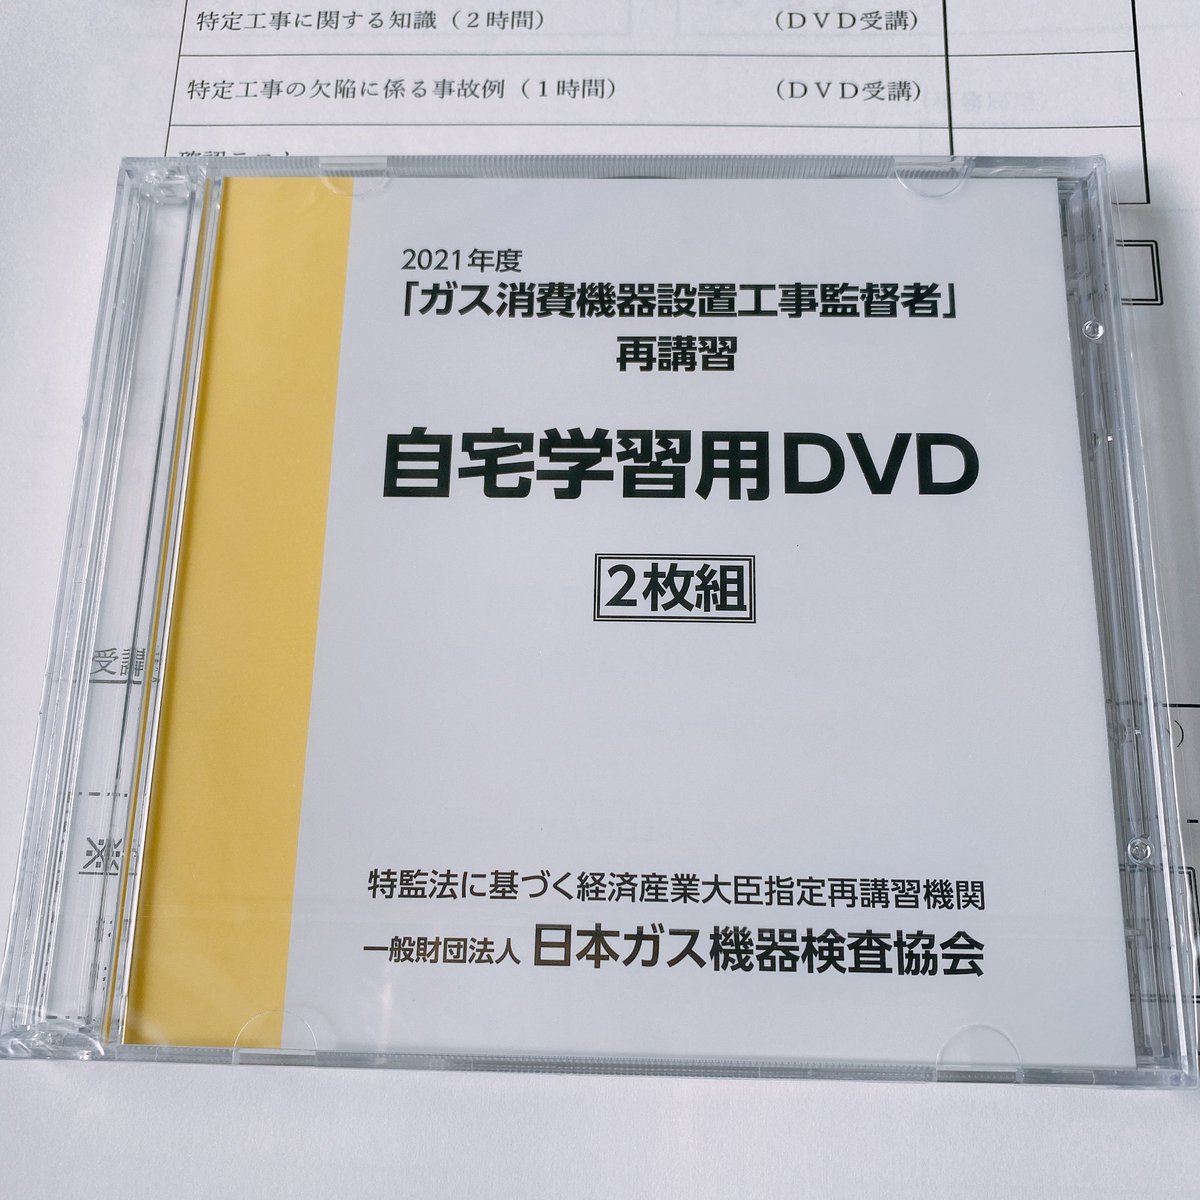 特定工事に関する知識（２時間） （ＤＶＤ受講）
特定工事の欠陥に係る事故例（１時間） （ＤＶＤ受講）
2021年度
「ガス消費機器設置工事監督者」
再講習
自宅学習用DVD
2枚組
受講
※
特監法に基づく経済産業大臣指定再講習機関
一般財団法人 日本ガス機器検査協会